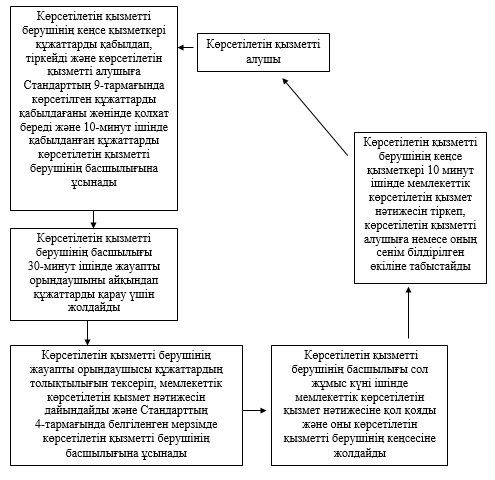 Көрсетілетін қызметті
алушы
Көрсетілетін қызметті
берушінің кеңсе қызметкері
құжаттарды қабылдап,
тіркейді және көрсетілетін
қызметті алушыға
Стандарттың 9-тармағында
көрсетілген құжаттарды
қабылдағаны жөнінде қолхат
береді және 10-минут ішінде
қабылданған құжаттарды
көрсетілетін қызметті
берушінің басшылығына
ұсынады
Көрсетілетін қызметті
берушінің басшылығы
30-минут ішінде жауапты
орындаушыны айқындап
құжаттарды қарау үшін
жолдайды
Көрсетілетін қызметті берушінің
жауапты орындаушысы құжаттардың
толықтылығын тексеріп, мемлекеттік
көрсетілетін қызмет нәтижесін
дайындайды және Стандарттың
4-тармағында белгіленген мерзімде
көрсетілетін қызметті берушінің
басшылығына ұсынады
Көрсетілетін қызметті
берушінің басшылығы сол
жұмыс күні ішінде
мемлекеттік көрсетілетін
қызмет нәтижесіне қол қояды
және оны көрсетілетін
қызметті берушінің кеңсесіне
жолдайды
Көрсетілетін қызметті
берушінің кеңсе
қызметкері 10 минут
ішінде мемлекеттік
көрсетілетін қызмет
нәтижесін тіркеп,
көрсетілетін қызметті
алушыға немесе оның
сенім білдірілген
өкіліне табыстайды